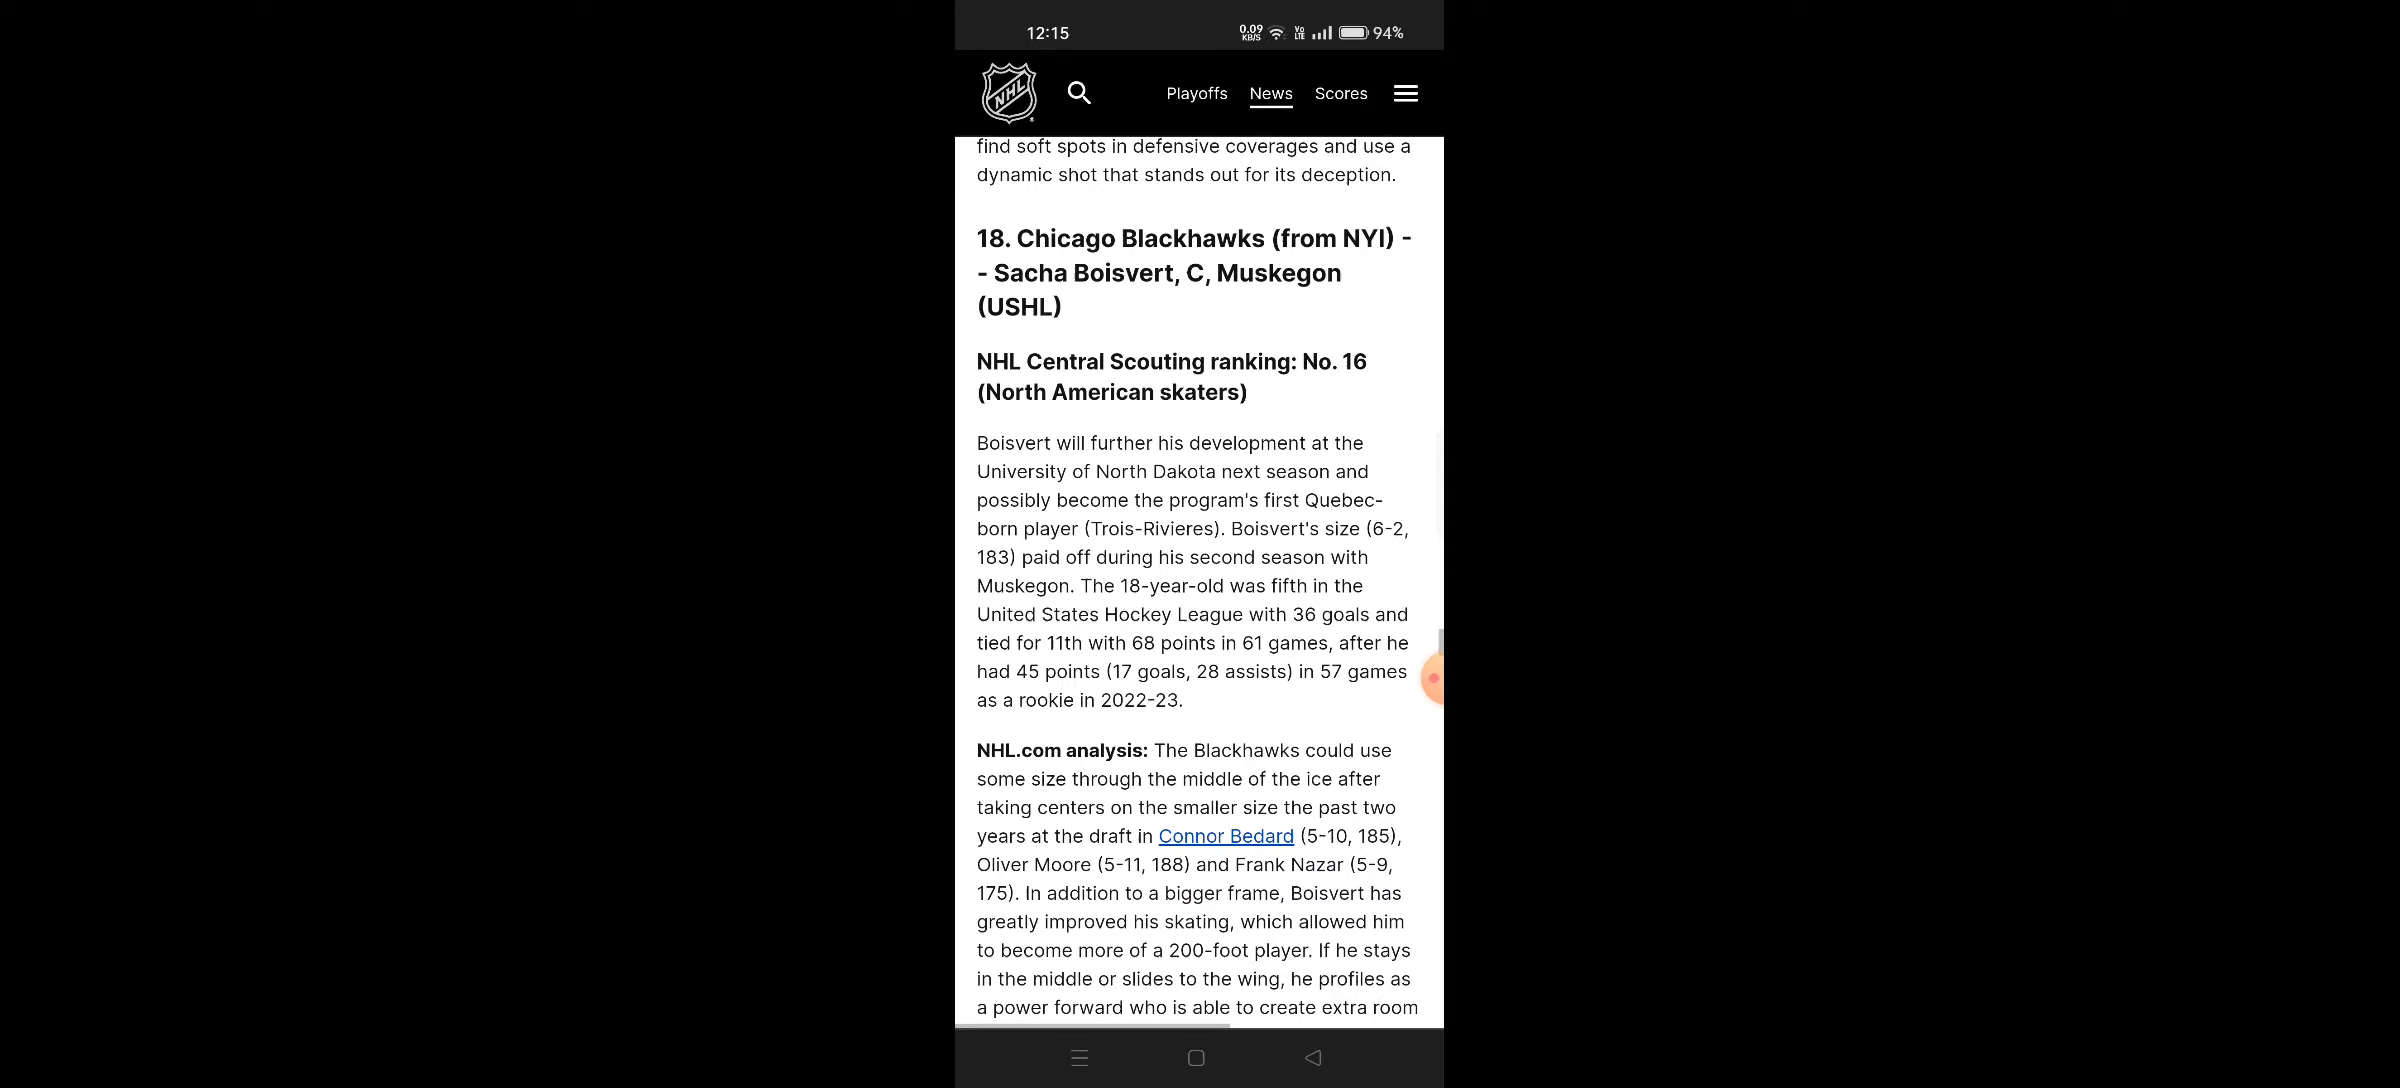 12:15
0.09
KB/S
Vo
LTE
94%
NHL
Playoffs
News
Scores
find soft spots in defensive coverages and use a
dynamic shot that stands out for its deception.
18. Chicago Blackhawks (from NYI) -
- Sacha Boisvert, C, Muskegon
(USHL)
NHL Central Scouting ranking: No. 16
(North American skaters)
Boisvert will further his development at the
University of North Dakota next season and
possibly become the program's first Quebec-
born player (Trois-Rivieres). Boisvert's size (6-2,
183) paid off during his second season with
Muskegon. The 18-year-old was fifth in the
United States Hockey League with 36 goals and
tied for 11th with 68 points in 61 games, after he
had 45 points (17 goals, 28 assists) in 57 games
as a rookie in 2022-23.
NHL.com analysis: The Blackhawks could use
some size through the middle of the ice after
taking centers on the smaller size the past two
years at the draft in Connor Bedard (5-10, 185),
Oliver Moore (5-11, 188) and Frank Nazar (5-9,
175). In addition to a bigger frame, Boisvert has
greatly improved his skating, which allowed him
to become more of a 200-foot player. If he stays
in the middle or slides to the wing, he profiles as
a power forward who is able to create extra room